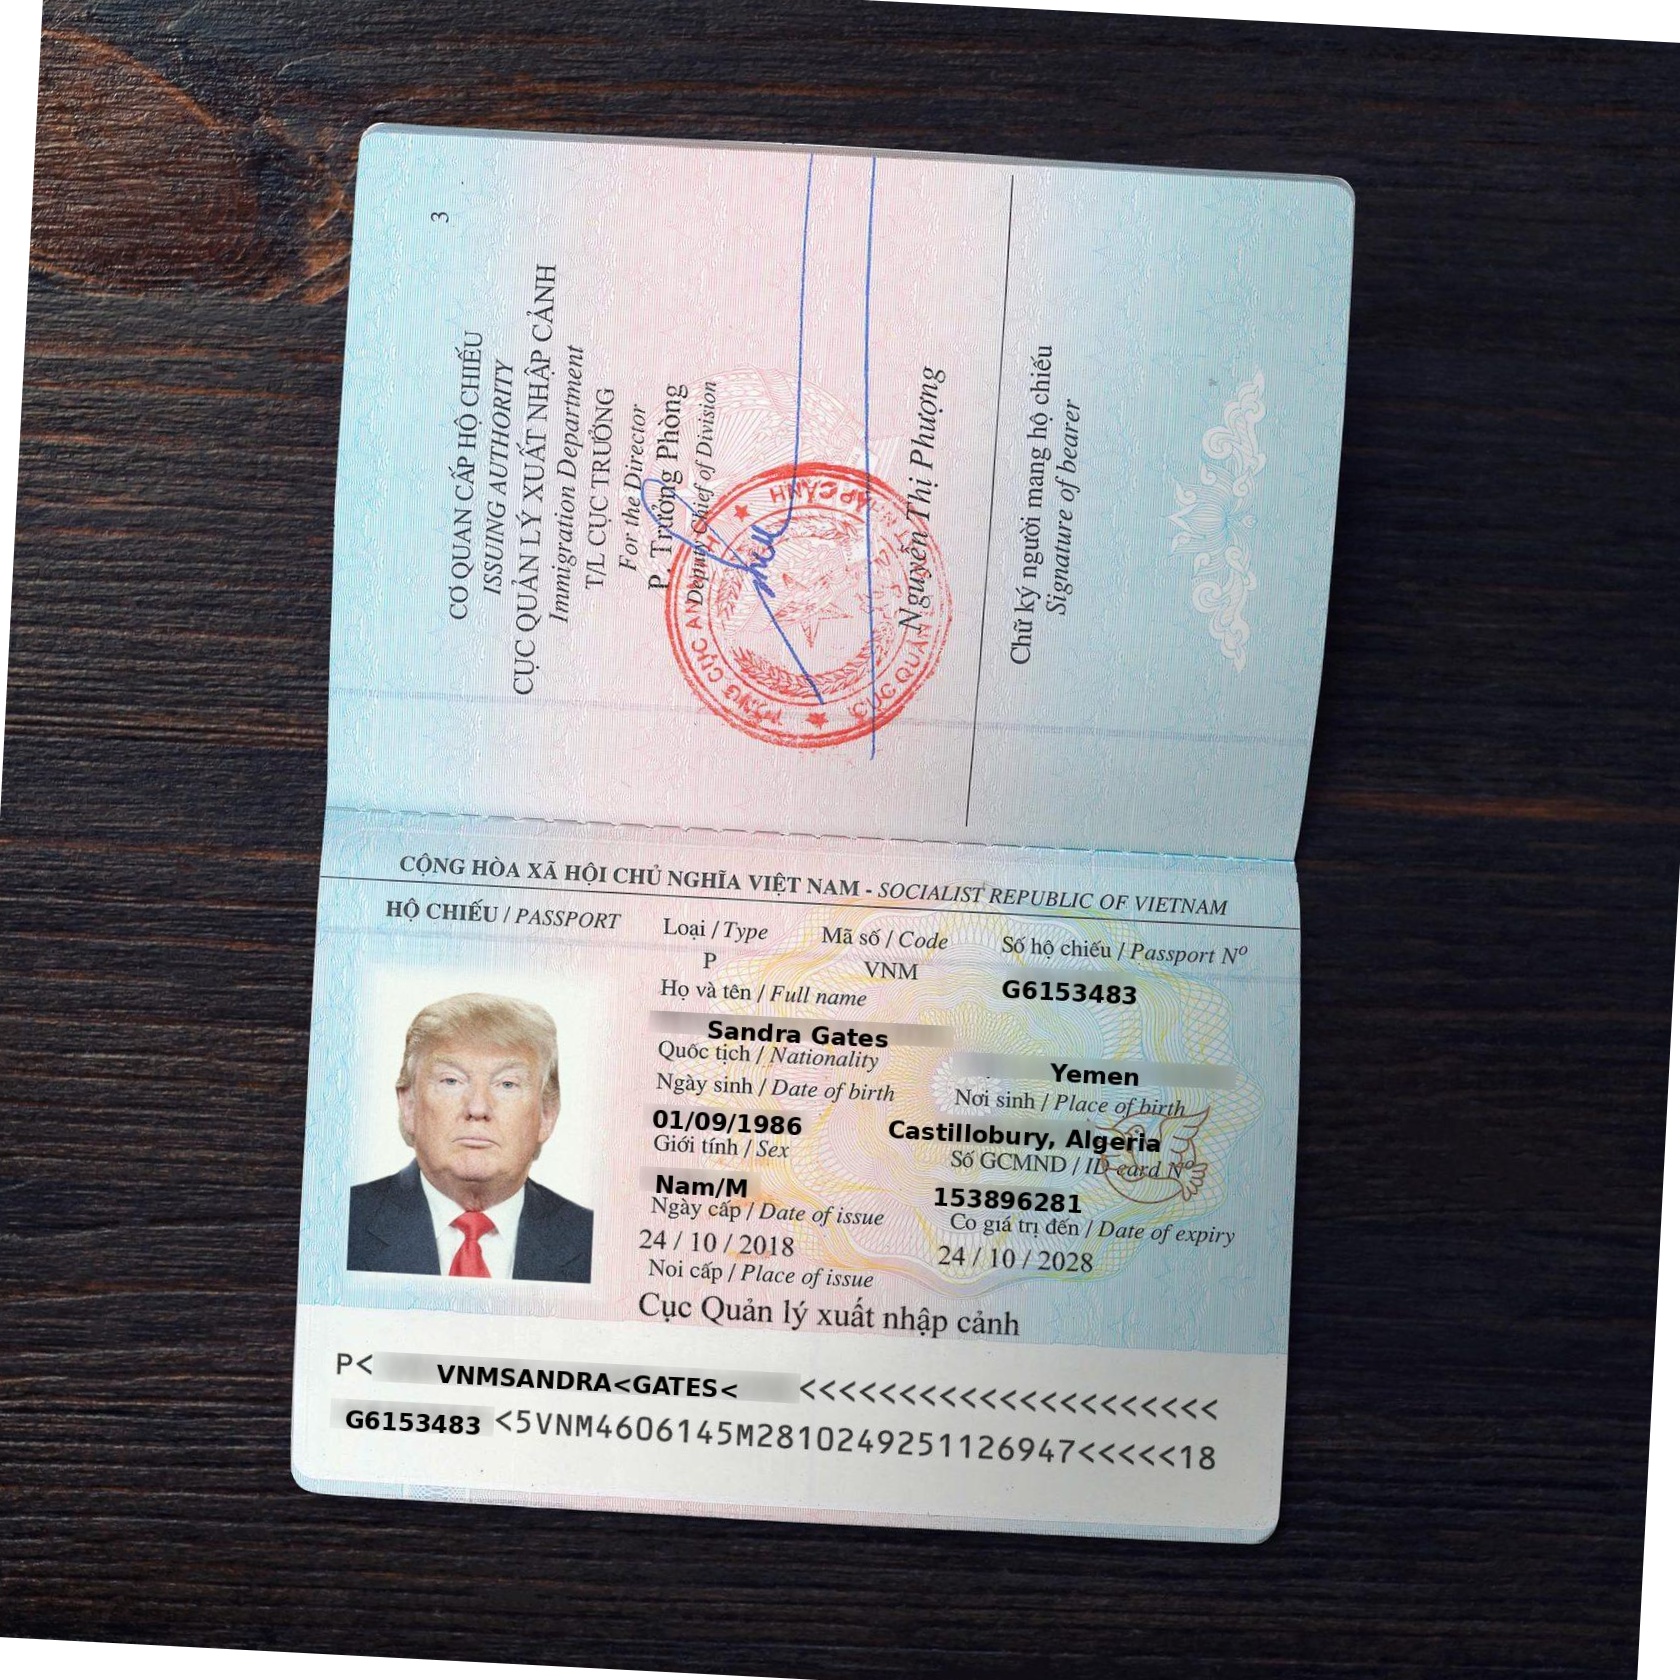 3
CƠ QUAN CẤP HỘ CHIẾU
ISSUING AUTHORITY
CỤC QUẢN LÝ XUẤT NHẬP CẢNH
Immigration Department
T/L CỤC TRƯỞNG
For the Director
P. Trưởng Phòng
Deputy Chief of Division
Nguyễn Thị Phượng
Chữ ký người mang hộ chiếu
Signature of bearer
CỘNG HÒA XÃ HỘI CHỦ NGHĨA VIỆT NAM - SOCIALIST REPUBLIC OF VIETNAM
HỘ CHIẾU / PASSPORT
Loại / Type Mã số / Code Số hộ chiếu / Passport Nº
P VNM G6153483
Họ và tên / Full name
Sandra Gates
Quốc tịch / Nationality Yemen
Ngày sinh / Date of birth Nơi sinh / Place of birth
01/09/1986 Castillobury, Algeria
Giới tính / Sex Số GCMND / ID card Nº
Nam/M 153896281
Ngày cấp / Date of issue Co giá trị đến / Date of expiry
24 / 10 / 2018 24 / 10 / 2028
Noi cấp / Place of issue
Cục Quản lý xuất nhập cảnh
P< VNMSANDRA<GATES< <<<<<<<<<<<<<<<<<<<<<<
G6153483 <5VNM4606145M2810249251126947<<<<<18